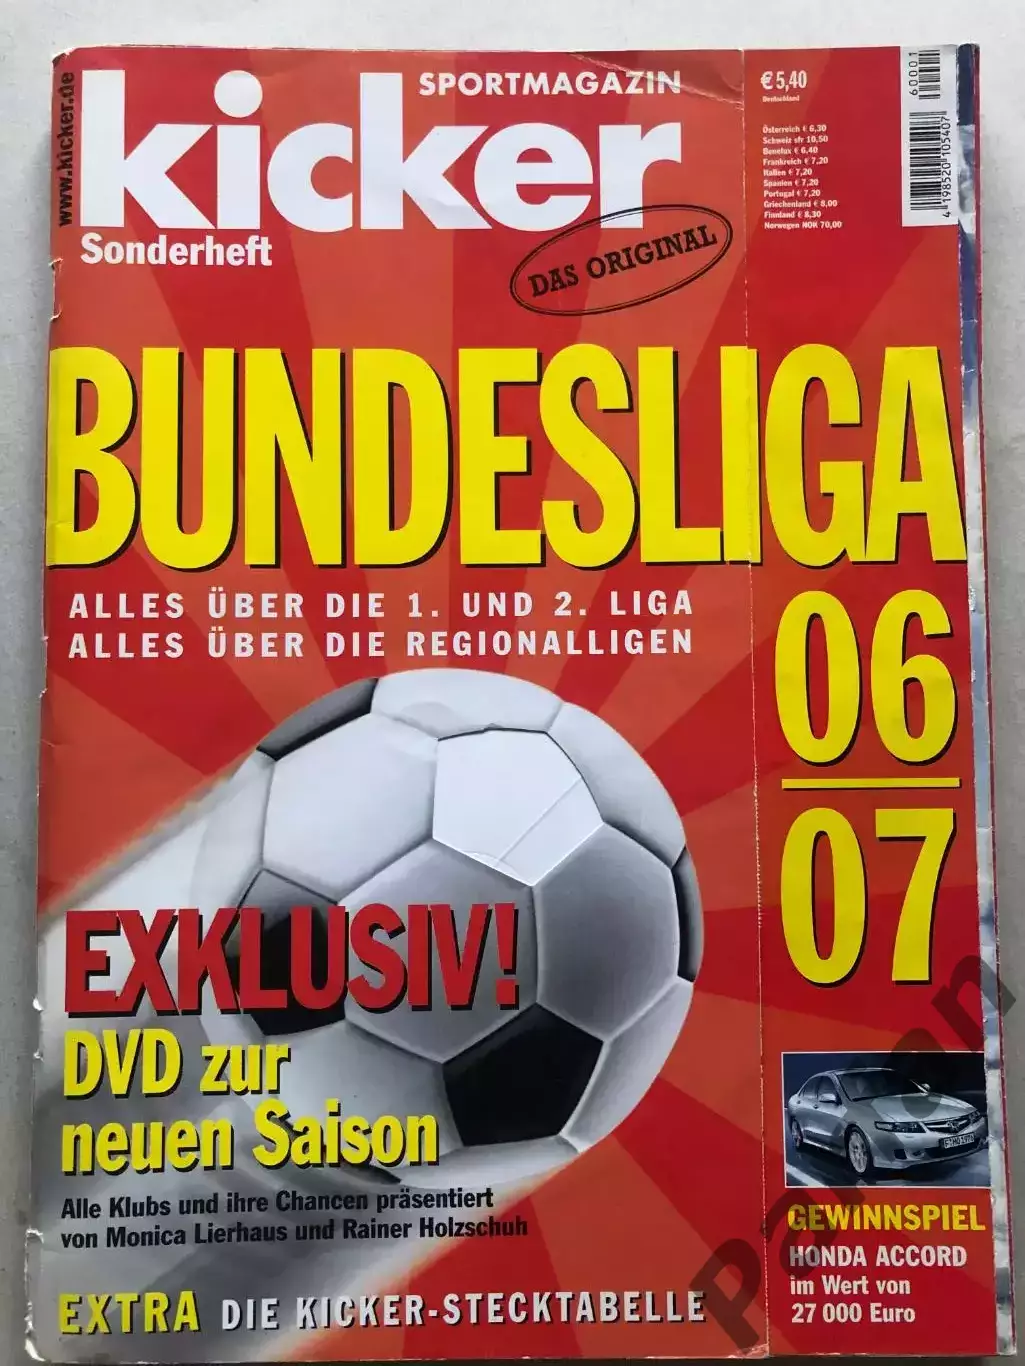 www.kicker.de
SPORTMAGAZIN
kicker
Sonderheft
DAS ORIGINAL
€ 5,40
Deutschland
Österreich € 6,30
Schweiz sfr 10,50
Benelux € 6,40
Frankreich € 7,20
Italien € 7,20
Spanien € 7,20
Portugal € 7,20
Griechenland € 8,00
Finnland € 8,30
Norwegen NOK 70,00
60001
4 198520 105407
BUNDESLIGA
ALLES ÜBER DIE 1. UND 2. LIGA
ALLES ÜBER DIE REGIONALLIGEN
06
07
EXKLUSIV!
DVD zur
neuen Saison
Alle Klubs und ihre Chancen präsentiert
von Monica Lierhaus und Rainer Holzschuh
EXTRA DIE KICKER-STECKTABELLE
GEWINNSPIEL
HONDA ACCORD
im Wert von
27 000 Euro